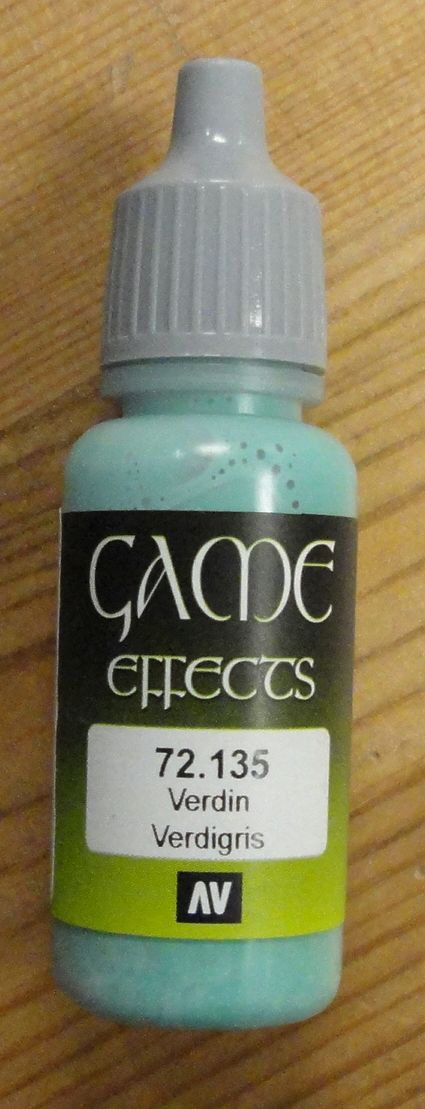 GAME
EFFECTS
72.135
Verdin
Verdigris
AV